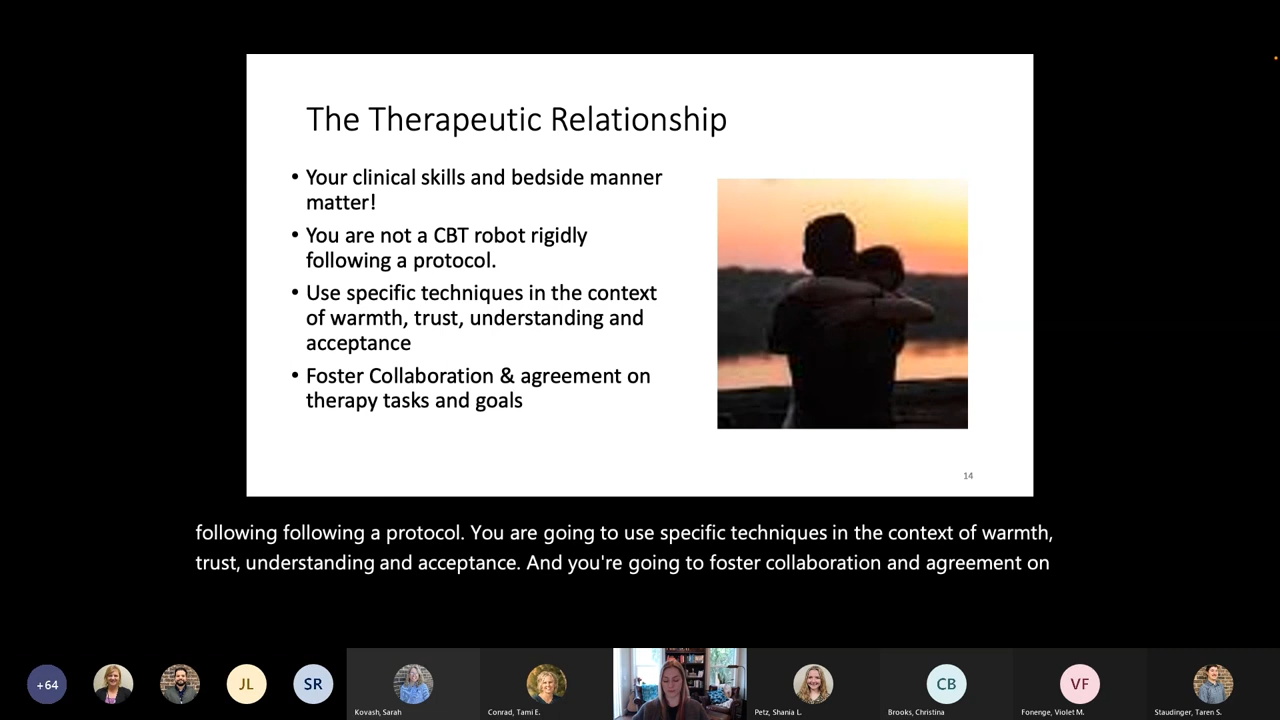 The Therapeutic Relationship
• Your clinical skills and bedside manner
matter!
• You are not a CBT robot rigidly
following a protocol.
• Use specific techniques in the context
of warmth, trust, understanding and
acceptance
• Foster Collaboration & agreement on
therapy tasks and goals
14
following following a protocol. You are going to use specific techniques in the context of warmth,
trust, understanding and acceptance. And you're going to foster collaboration and agreement on
+64
JL
SR
Kovash, Sarah
Conrad, Tami E.
Petz, Shania L.
CB
Brooks, Christina
VF
Fonenge, Violet M.
Staudinger, Taren S.